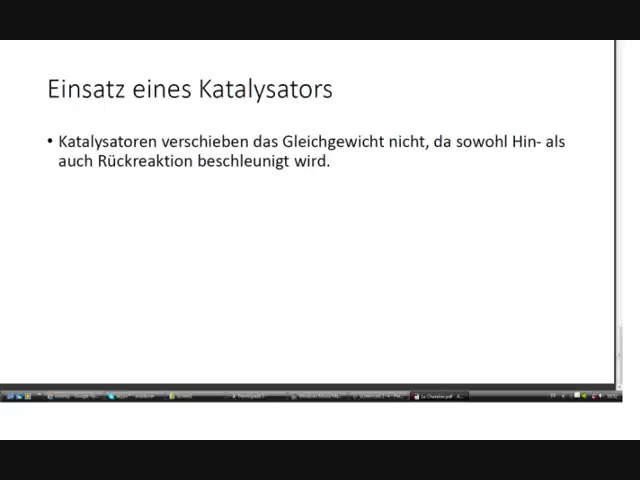 Einsatz eines Katalysators
• Katalysatoren verschieben das Gleichgewicht nicht, da sowohl Hin- als
auch Rückreaktion beschleunigt wird.